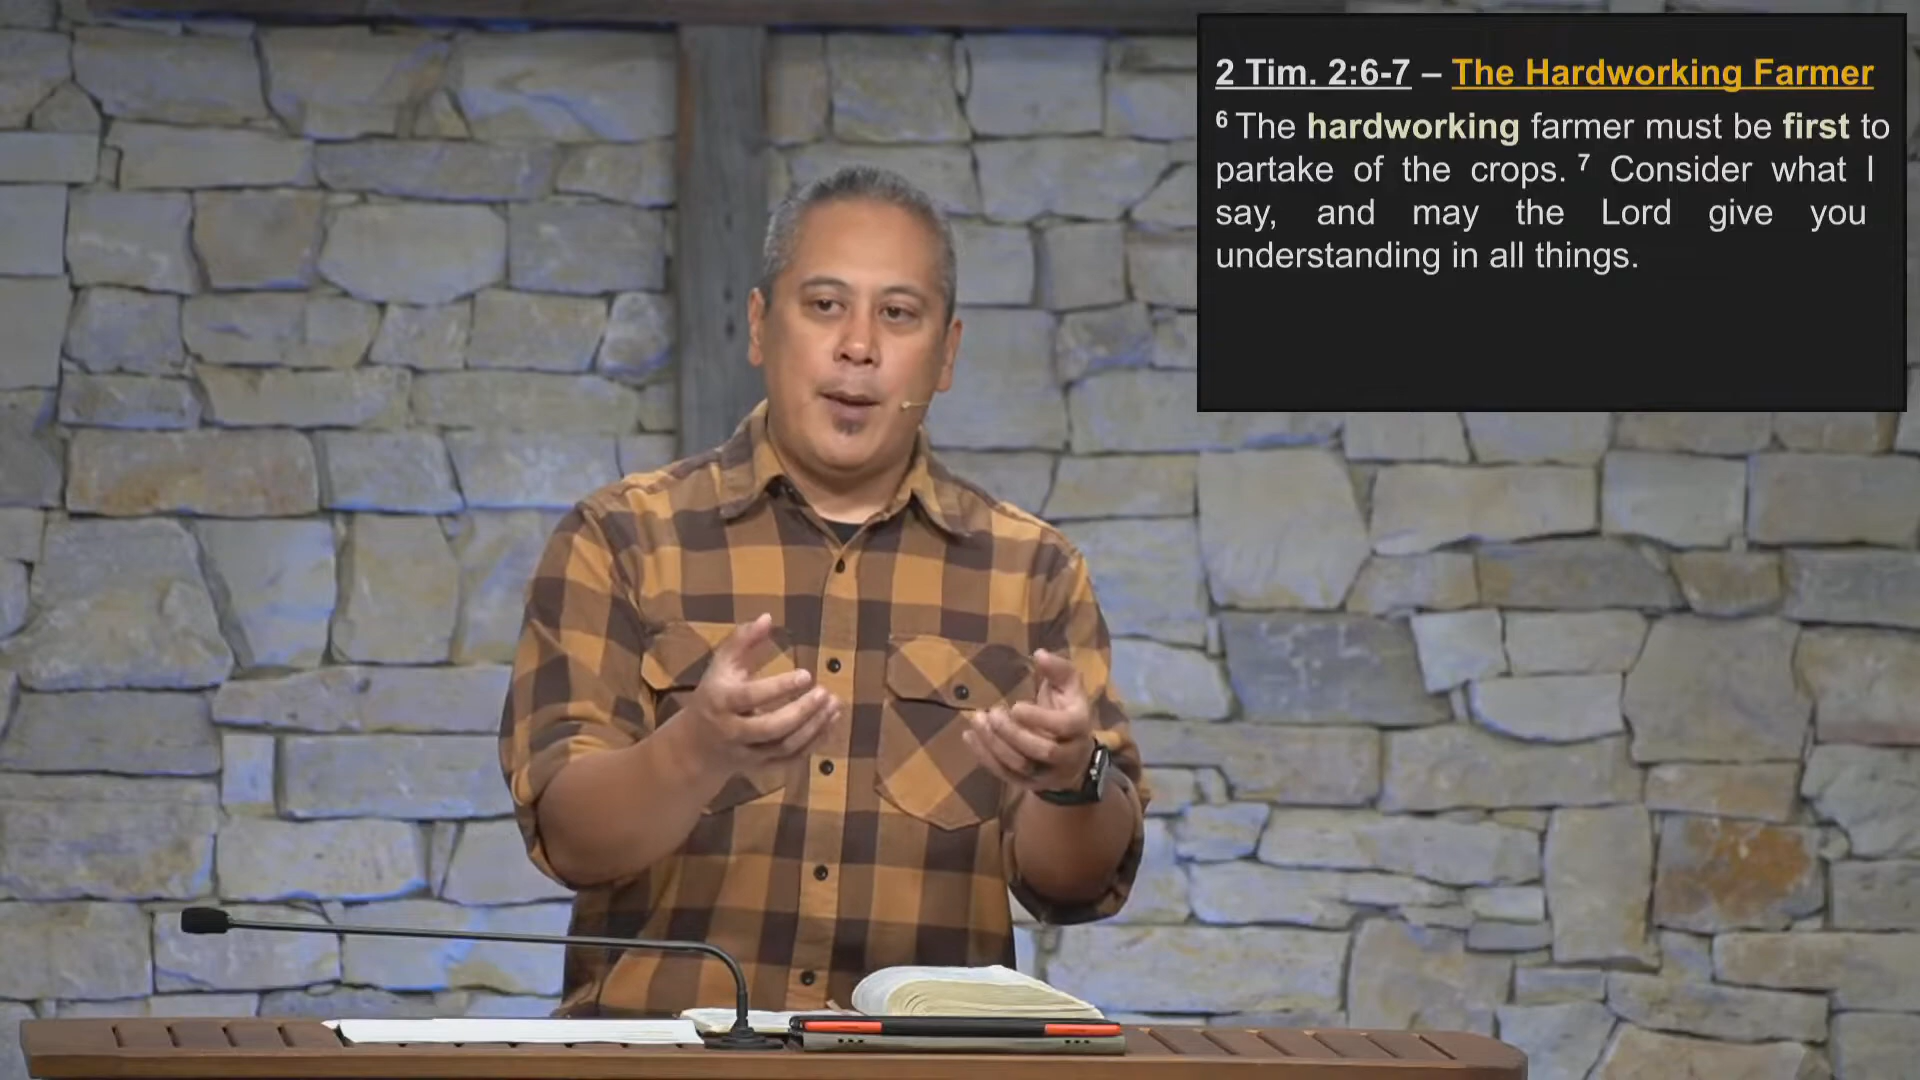 2 Tim. 2:6-7 – The Hardworking Farmer
6 The hardworking farmer must be first to
partake of the crops. 7 Consider what I
say, and may the Lord give you
understanding in all things.